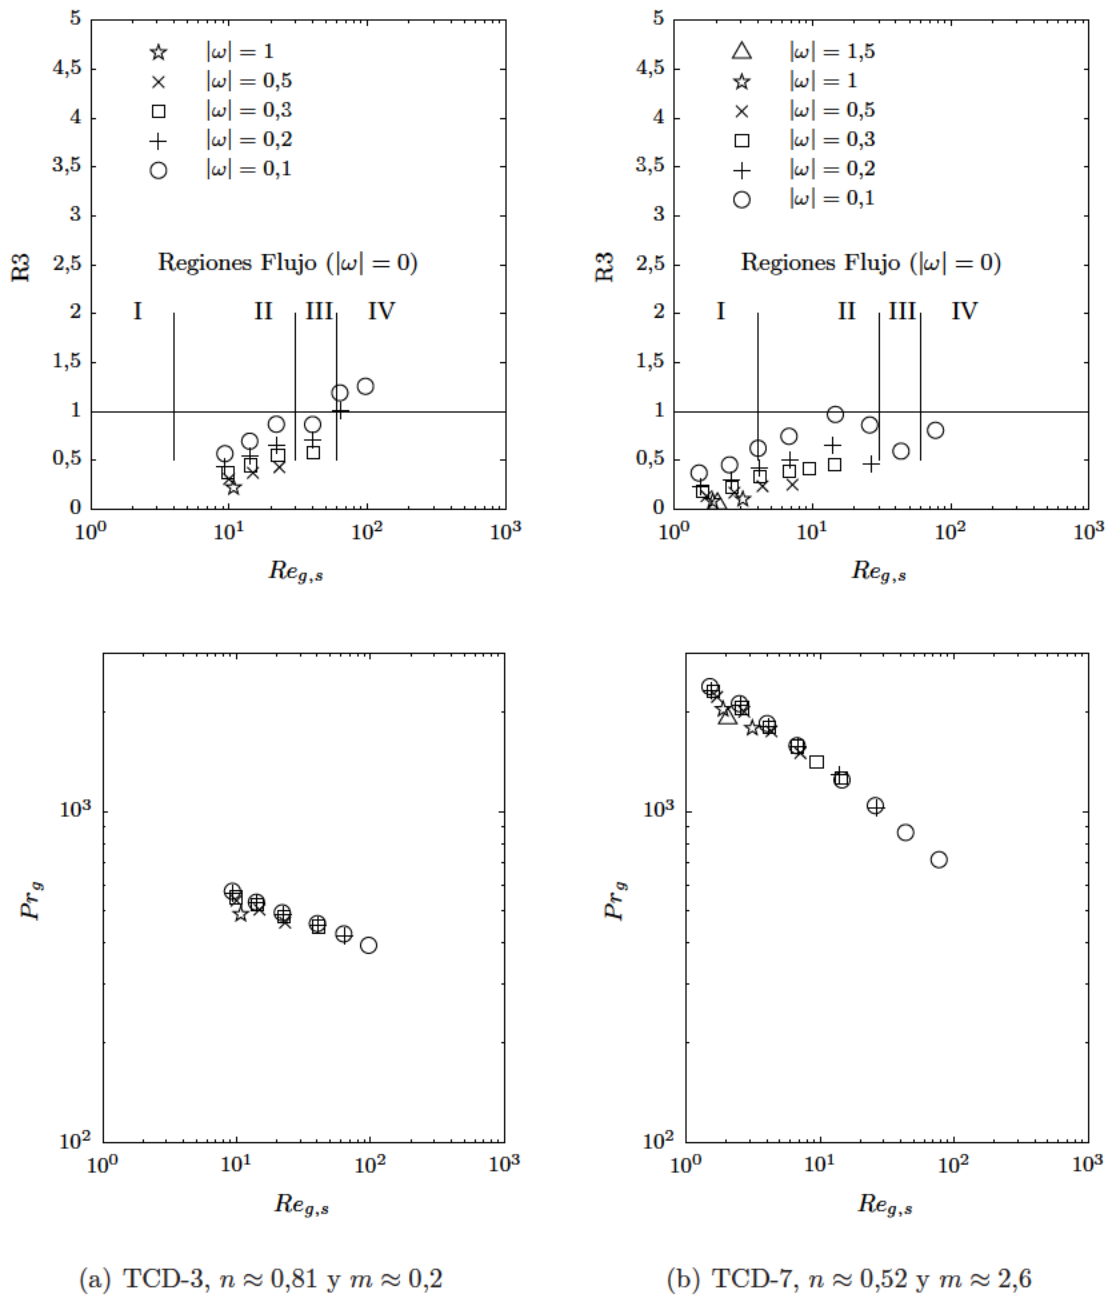 5
4,5
4
3,5
3
2,5
2
1,5
1
0,5
0
R3
|ω| = 1
|ω| = 0,5
|ω| = 0,3
|ω| = 0,2
|ω| = 0,1
Regiones Flujo (|ω| = 0)
I II III IV
10⁰ 10¹ 10² 10³
Re_{g,s}
5
4,5
4
3,5
3
2,5
2
1,5
1
0,5
0
R3
|ω| = 1,5
|ω| = 1
|ω| = 0,5
|ω| = 0,3
|ω| = 0,2
|ω| = 0,1
Regiones Flujo (|ω| = 0)
I II III IV
10⁰ 10¹ 10² 10³
Re_{g,s}
10³
10²
Pr_g
10⁰ 10¹ 10² 10³
Re_{g,s}
10³
10²
Pr_g
10⁰ 10¹ 10² 10³
Re_{g,s}
(a) TCD-3, n ≈ 0,81 y m ≈ 0,2
(b) TCD-7, n ≈ 0,52 y m ≈ 2,6